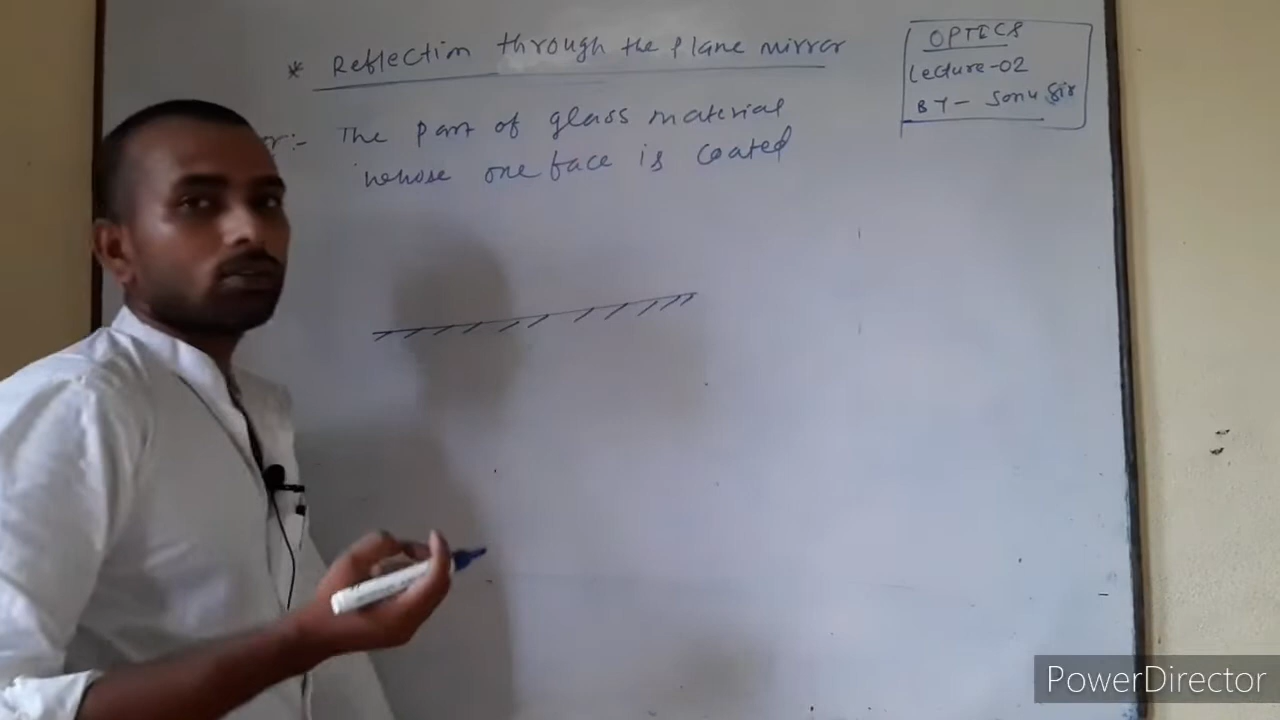 * Reflection through the plane mirror
OPTICS
Lecture-02
BY - Sonu Sir
r:- The part of glass material
whose one face is coated
PowerDirector